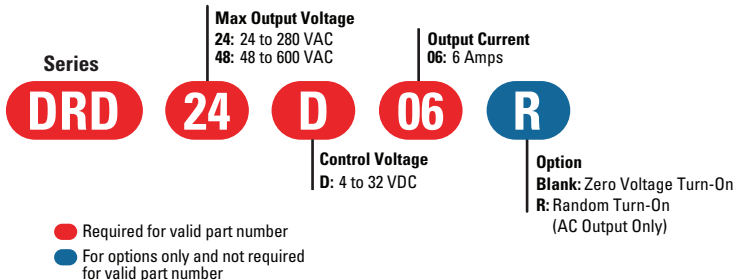 Max Output Voltage
24: 24 to 280 VAC
48: 48 to 600 VAC
Output Current
06: 6 Amps
Series
DRD
24
D
06
R
Control Voltage
D: 4 to 32 VDC
Option
Blank: Zero Voltage Turn-On
R: Random Turn-On
(AC Output Only)
Required for valid part number
For options only and not required
for valid part number